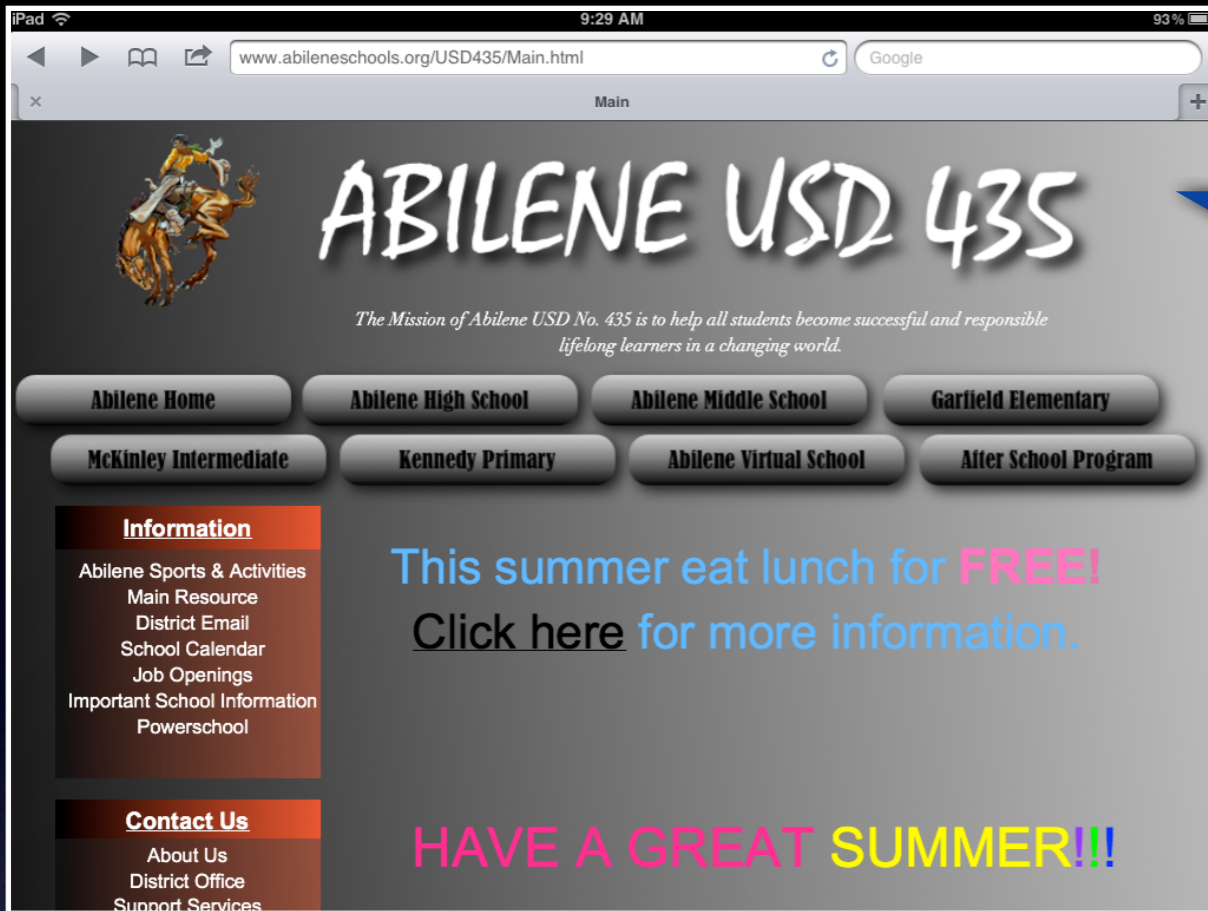 iPad 9:29 AM 93%
www.abileneschools.org/USD435/Main.html Google
Main
ABILENE USD 435
The Mission of Abilene USD No. 435 is to help all students become successful and responsible
lifelong learners in a changing world.
Abilene Home Abilene High School Abilene Middle School Garfield Elementary
McKinley Intermediate Kennedy Primary Abilene Virtual School After School Program
Information
Abilene Sports & Activities
Main Resource
District Email
School Calendar
Job Openings
Important School Information
Powerschool
This summer eat lunch for FREE!
Click here for more information.
Contact Us
About Us
District Office
Support Services
HAVE A GREAT SUMMER!!!